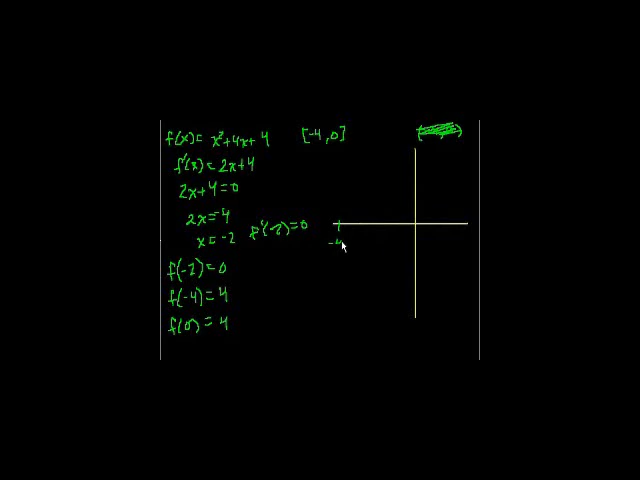 f(x) = x²+4x+4 [-4,0]
f'(x) = 2x+4
2x+4=0
2x=-4
x=-2 f'(-2)=0
-4
f(-2)=0
f(-4)=4
f(0)=4